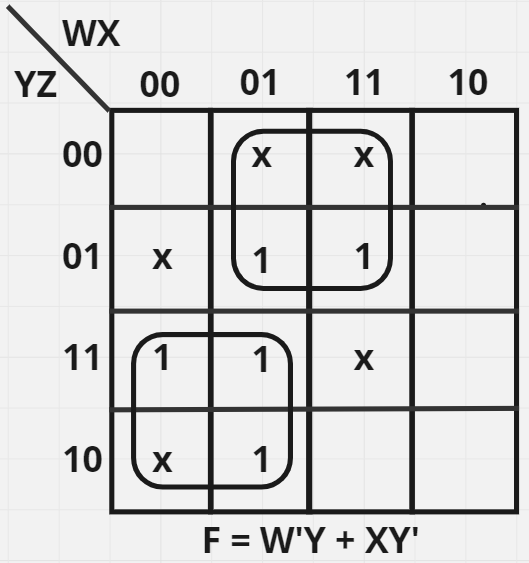 WX
YZ 00 01 11 10
00 x x
01 x 1 1
11 1 1 x
10 x 1
F = W'Y + XY'